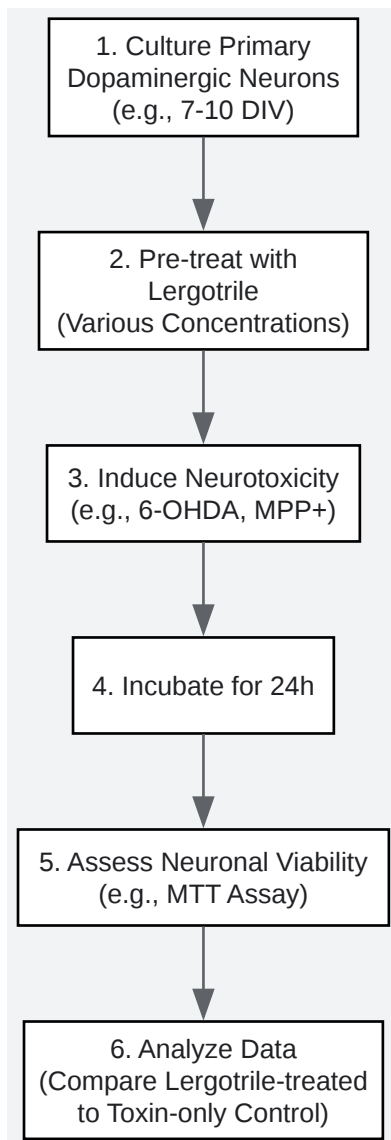 1. Culture Primary
Dopaminergic Neurons
(e.g., 7-10 DIV)
2. Pre-treat with
Lergotrile
(Various Concentrations)
3. Induce Neurotoxicity
(e.g., 6-OHDA, MPP+)
4. Incubate for 24h
5. Assess Neuronal Viability
(e.g., MTT Assay)
6. Analyze Data
(Compare Lergotrile-treated
to Toxin-only Control)